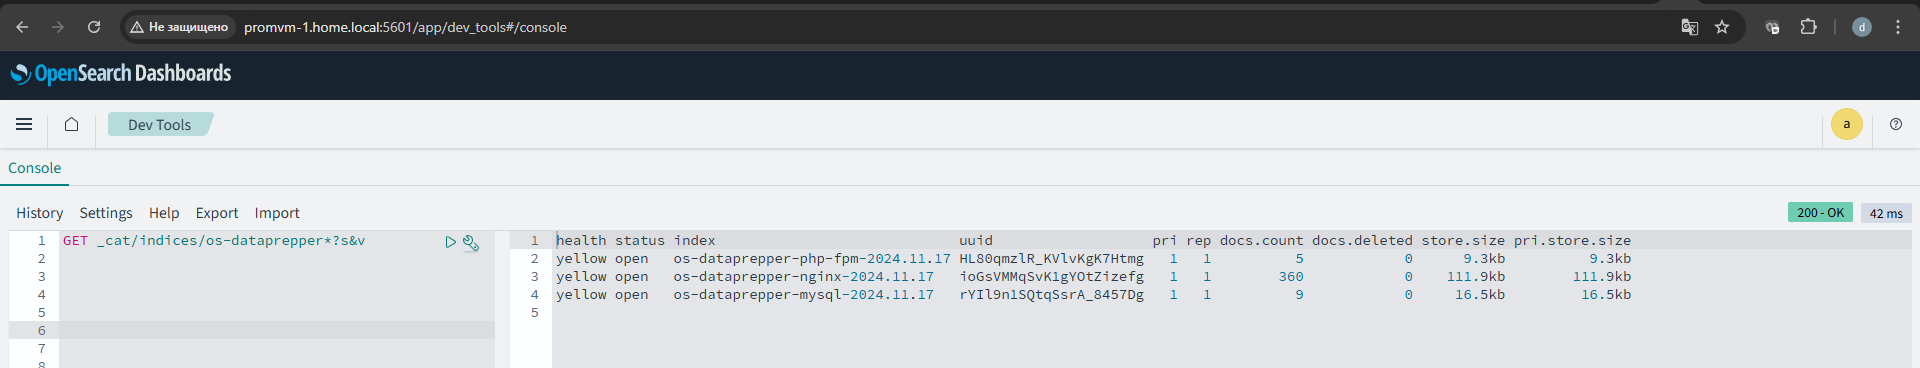 Не защищено promvm-1.home.local:5601/app/dev_tools#/console d
OpenSearch Dashboards
Dev Tools a
Console
History Settings Help Export Import 200 - OK 42 ms
1 GET _cat/indices/os-dataprepper*?s&v
2
3
4
5
6
7
8
1 health status index uuid pri rep docs.count docs.deleted store.size pri.store.size
2 yellow open os-dataprepper-php-fpm-2024.11.17 HL80qmzlR_KVlvKgK7Htmg 1 1 5 0 9.3kb 9.3kb
3 yellow open os-dataprepper-nginx-2024.11.17 ioGsVMMqSvKlgYOtZizefg 1 1 360 0 111.9kb 111.9kb
4 yellow open os-dataprepper-mysql-2024.11.17 rYIl9n1SQtqSsrA_8457Dg 1 1 9 0 16.5kb 16.5kb
5